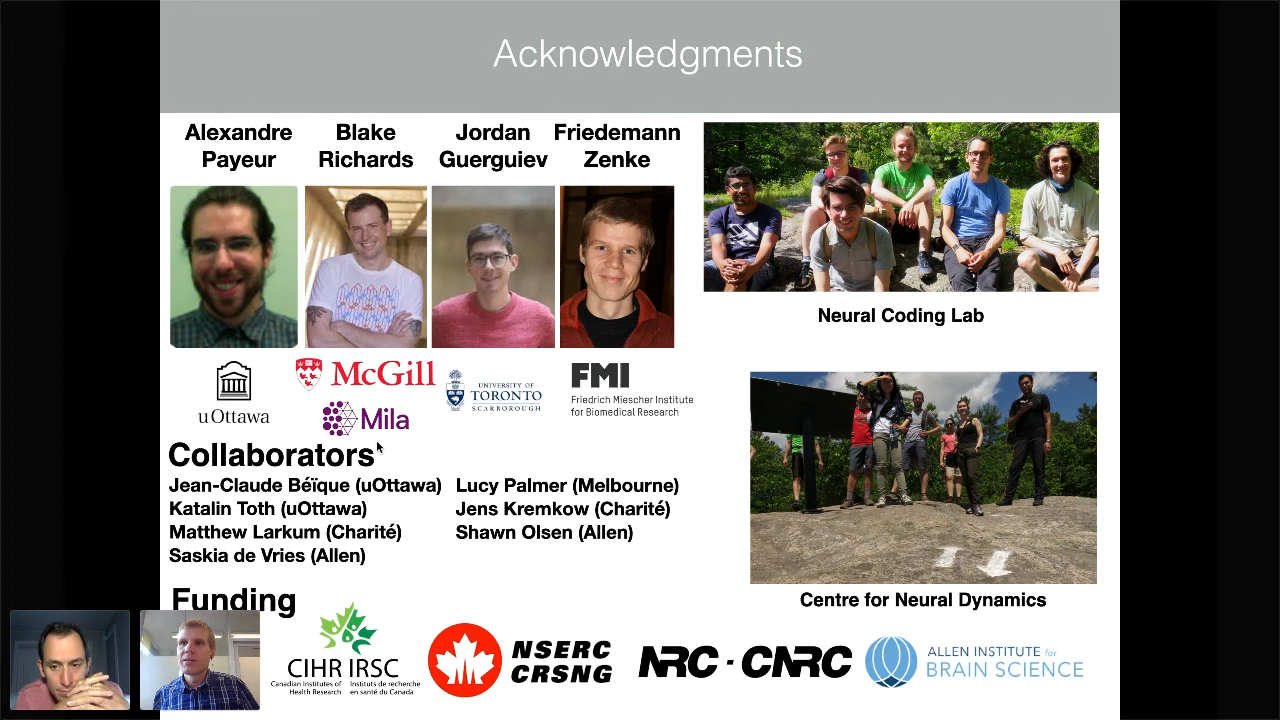 Acknowledgments
Alexandre
Payeur
Blake
Richards
Jordan
Guerguiev
Friedemann
Zenke
uOttawa
McGill
Mila
UNIVERSITY OF
TORONTO
SCARBOROUGH
FMI
Friedrich Miescher Institute
for Biomedical Research
Neural Coding Lab
Collaborators
Jean-Claude Béïque (uOttawa)
Katalin Toth (uOttawa)
Matthew Larkum (Charité)
Saskia de Vries (Allen)
Lucy Palmer (Melbourne)
Jens Kremkow (Charité)
Shawn Olsen (Allen)
Centre for Neural Dynamics
Funding
CIHR IRSC
Canadian Institutes of
Health Research
Instituts de recherche
en santé du Canada
NSERC
CRSNG
NRC · CNRC
ALLEN INSTITUTE for
BRAIN SCIENCE